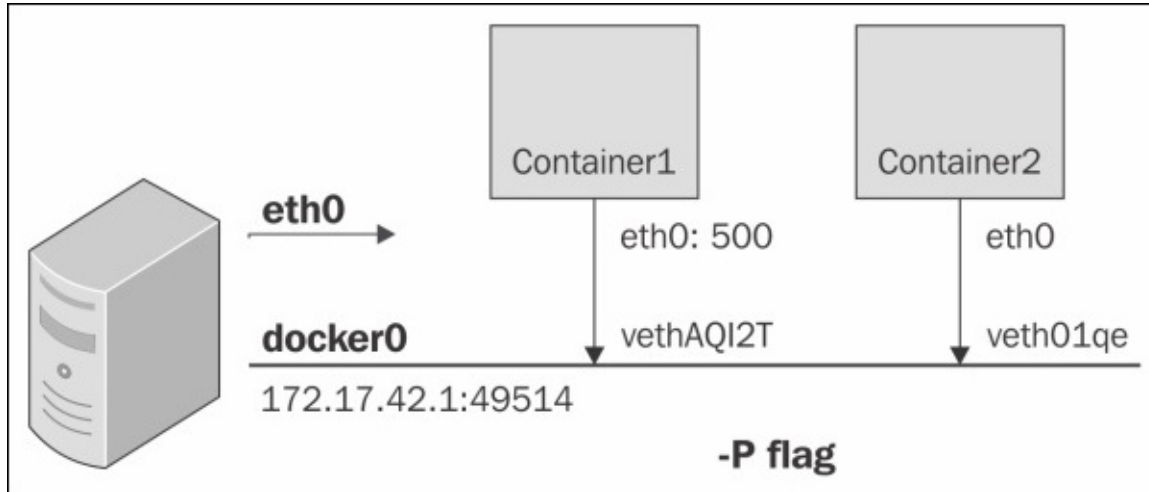 Container1
Container2
eth0
eth0: 500
eth0
docker0
vethAQI2T
veth01qe
172.17.42.1:49514
-P flag